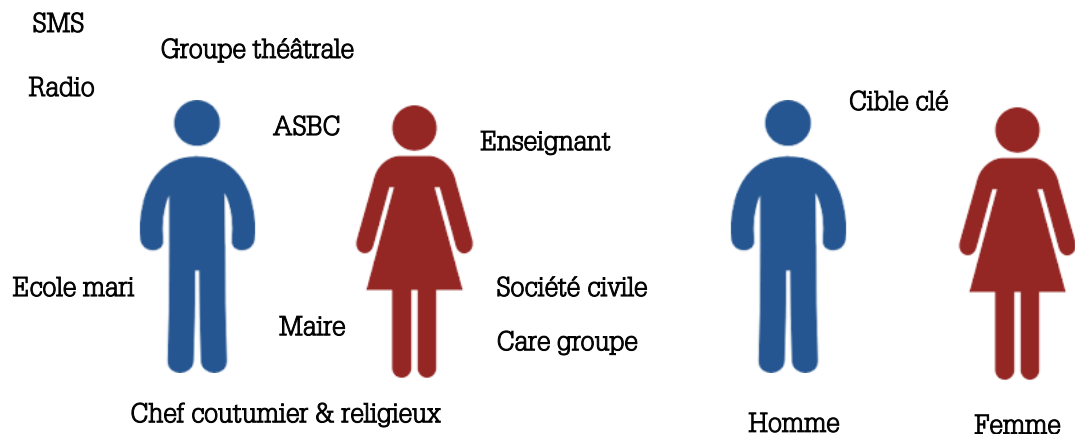 SMS
Groupe théâtrale
Radio
Cible clé
ASBC
Enseignant
Ecole mari
Société civile
Maire
Care groupe
Chef coutumier & religieux
Homme
Femme